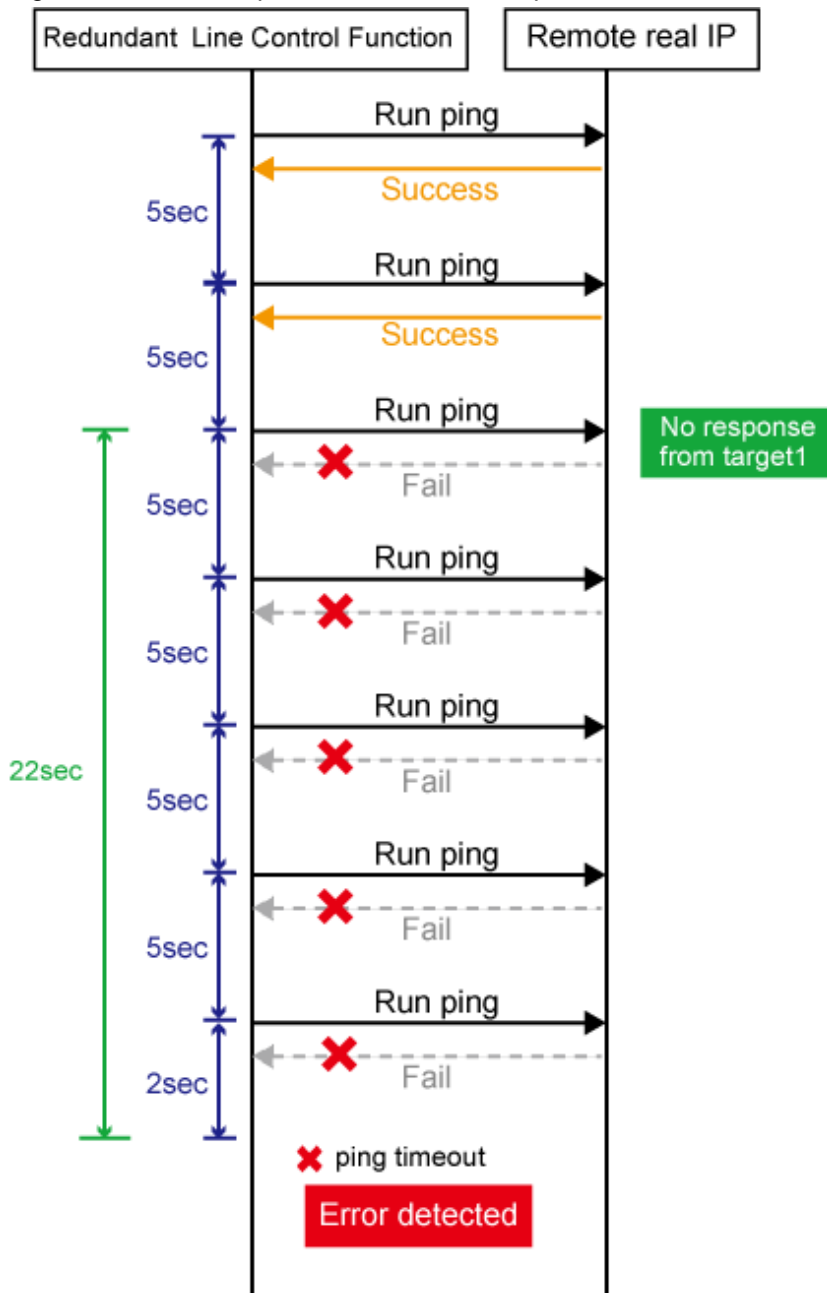 Redundant Line Control Function
Remote real IP
Run ping
Success
5sec
Run ping
Success
5sec
Run ping
No response
from target1
Fail
5sec
Run ping
Fail
5sec
Run ping
Fail
22sec
5sec
Run ping
Fail
5sec
Run ping
Fail
2sec
ping timeout
Error detected